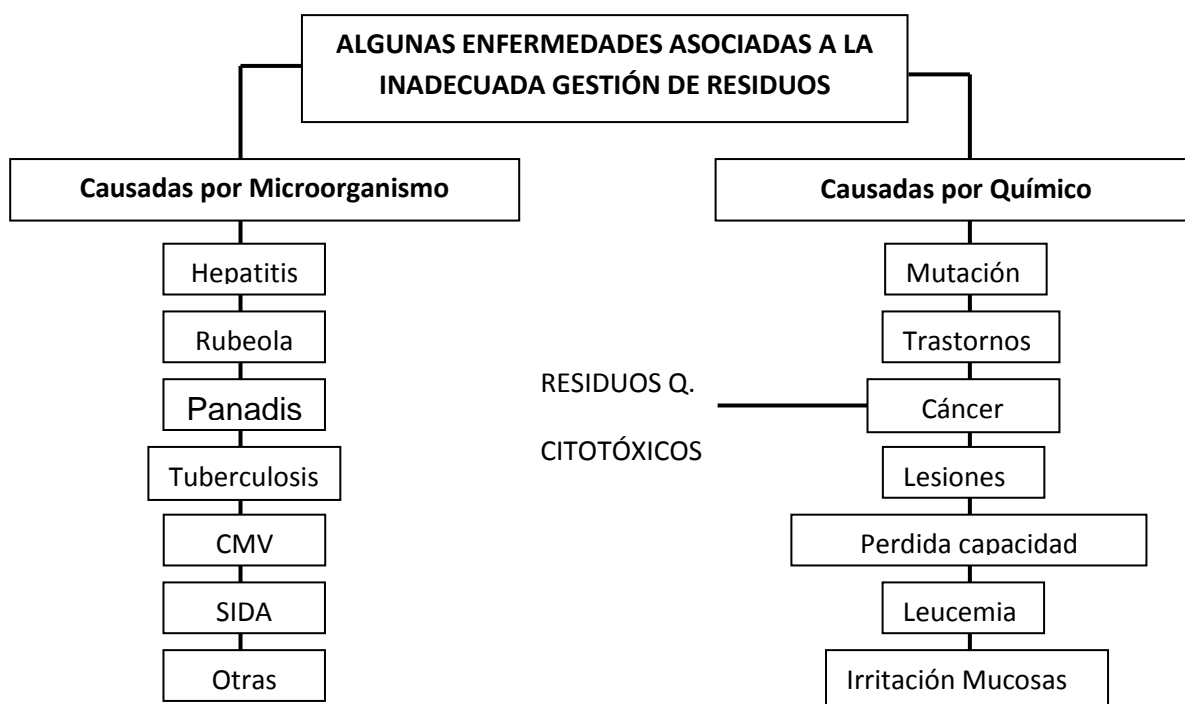 ALGUNAS ENFERMEDADES ASOCIADAS A LA
INADECUADA GESTIÓN DE RESIDUOS
Causadas por Microorganismo
Hepatitis
Rubeola
Panadis
Tuberculosis
CMV
SIDA
Otras
Causadas por Químico
Mutación
Trastornos
RESIDUOS Q.
CITOTÓXICOS
Cáncer
Lesiones
Perdida capacidad
Leucemia
Irritación Mucosas